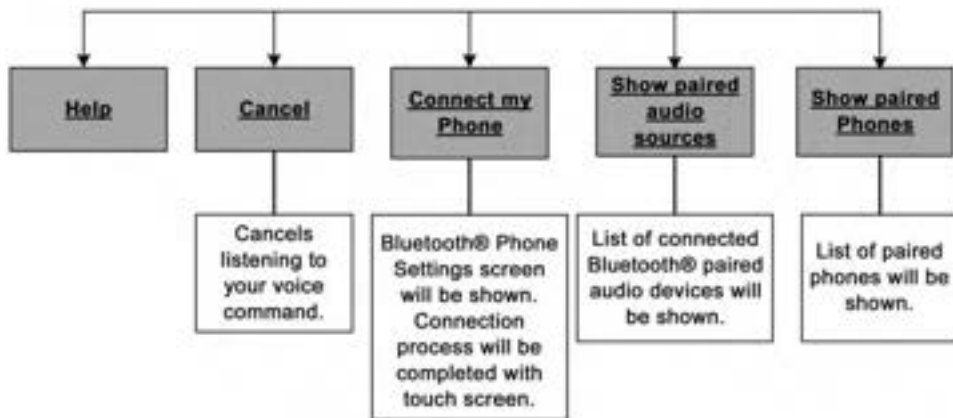 Help
Cancel
Connect my
Phone
Show paired
audio
sources
Show paired
Phones
Cancels
listening to
your voice
command.
Bluetooth® Phone
Settings screen
will be shown.
Connection
process will be
completed with
touch screen.
List of connected
Bluetooth® paired
audio devices will
be shown.
List of paired
phones will be
shown.